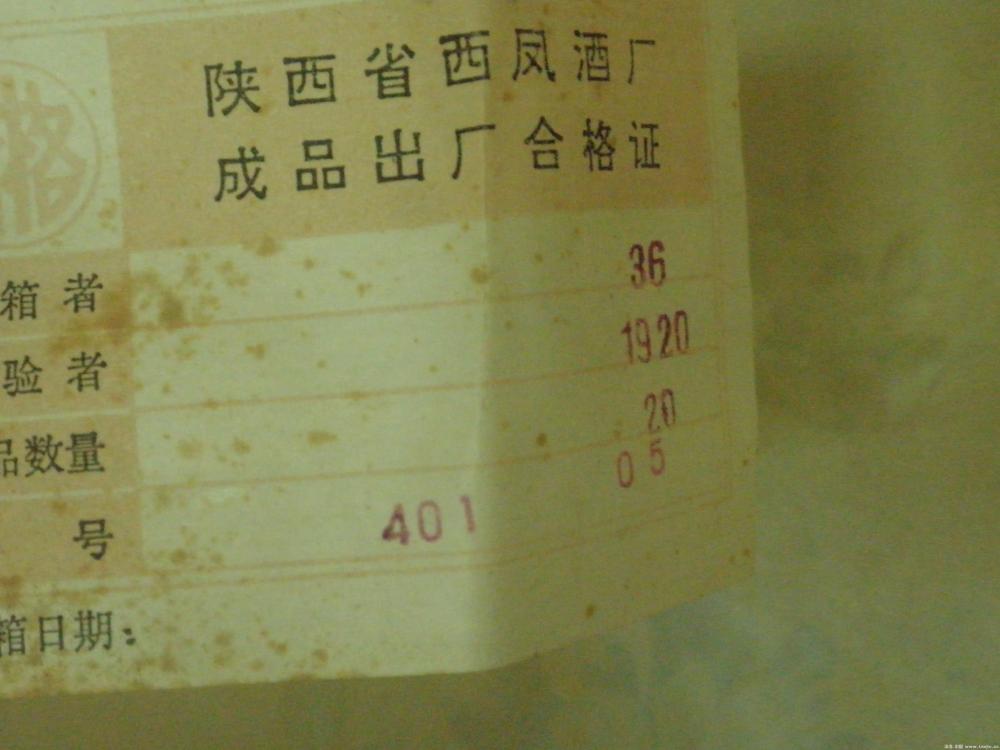 陕西省西凤酒厂
成品出厂合格证
格
箱者 36
验者 1920
品数量 20
号 401 05
箱日期: